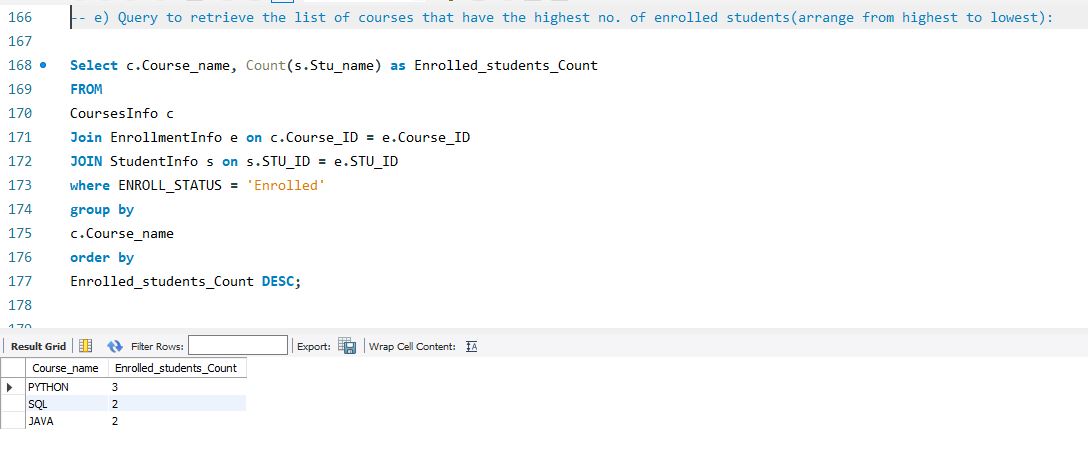 166 -- e) Query to retrieve the list of courses that have the highest no. of enrolled students(arrange from highest to lowest):
167
168 Select c.Course_name, Count(s.Stu_name) as Enrolled_students_Count
169 FROM
170 CoursesInfo c
171 Join EnrollmentInfo e on c.Course_ID = e.Course_ID
172 JOIN StudentInfo s on s.STU_ID = e.STU_ID
173 where ENROLL_STATUS = 'Enrolled'
174 group by
175 c.Course_name
176 order by
177 Enrolled_students_Count DESC;
178
Result Grid Filter Rows: Export: Wrap Cell Content: IA
Course_name Enrolled_students_Count
PYTHON 3
SQL 2
JAVA 2